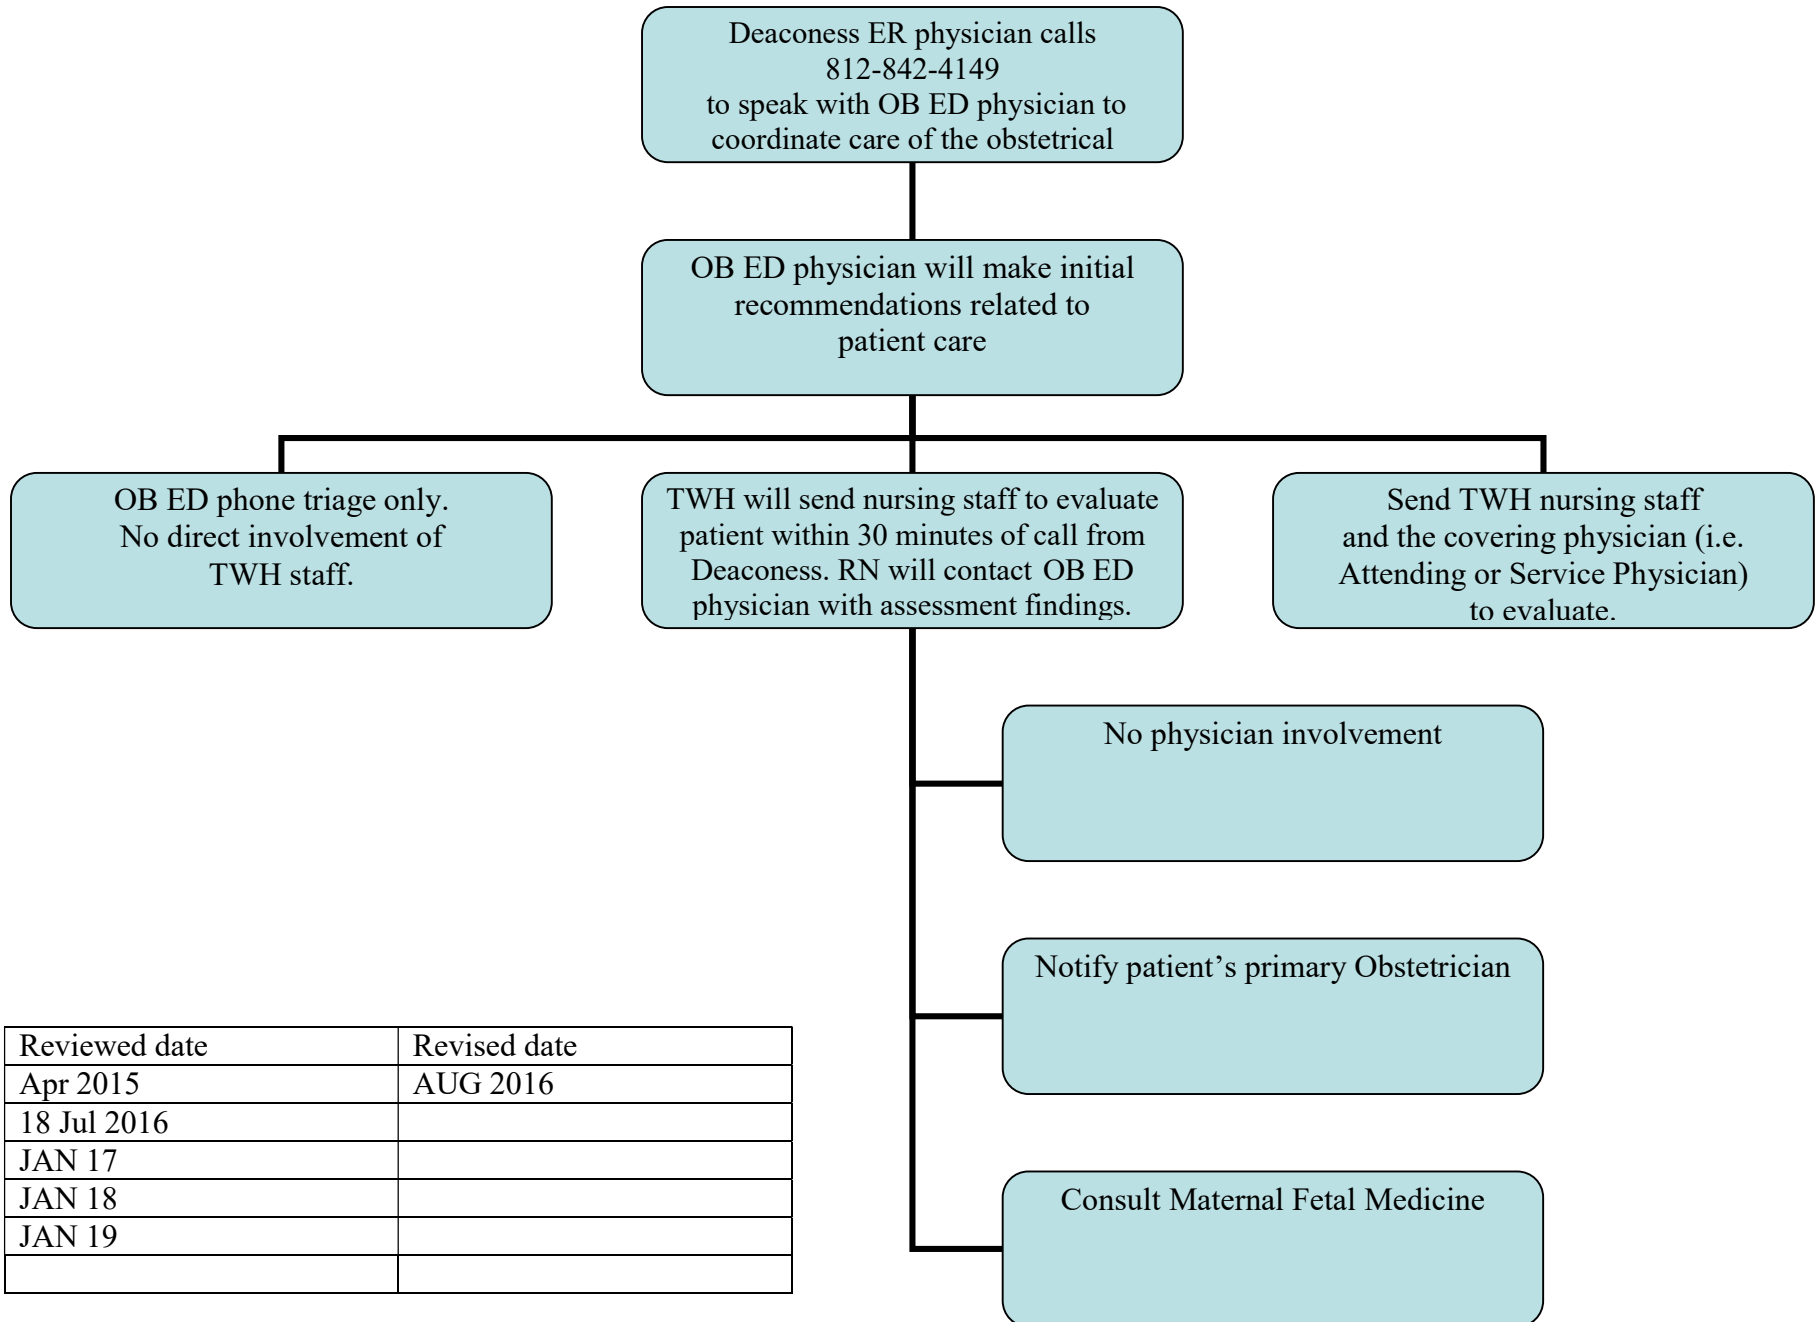 Deaconess ER physician calls
812-842-4149
to speak with OB ED physician to
coordinate care of the obstetrical
OB ED physician will make initial
recommendations related to
patient care
OB ED phone triage only.
No direct involvement of
TWH staff.
TWH will send nursing staff to evaluate
patient within 30 minutes of call from
Deaconess. RN will contact OB ED
physician with assessment findings.
Send TWH nursing staff
and the covering physician (i.e.
Attending or Service Physician)
to evaluate.
No physician involvement
Notify patient’s primary Obstetrician
Consult Maternal Fetal Medicine
Reviewed date Revised date
Apr 2015 AUG 2016
18 Jul 2016
JAN 17
JAN 18
JAN 19